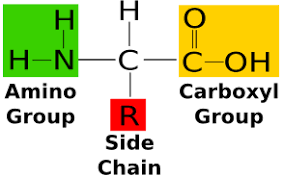 H H O
H N C C OH
Amino Group
R
Carboxyl Group
Side Chain